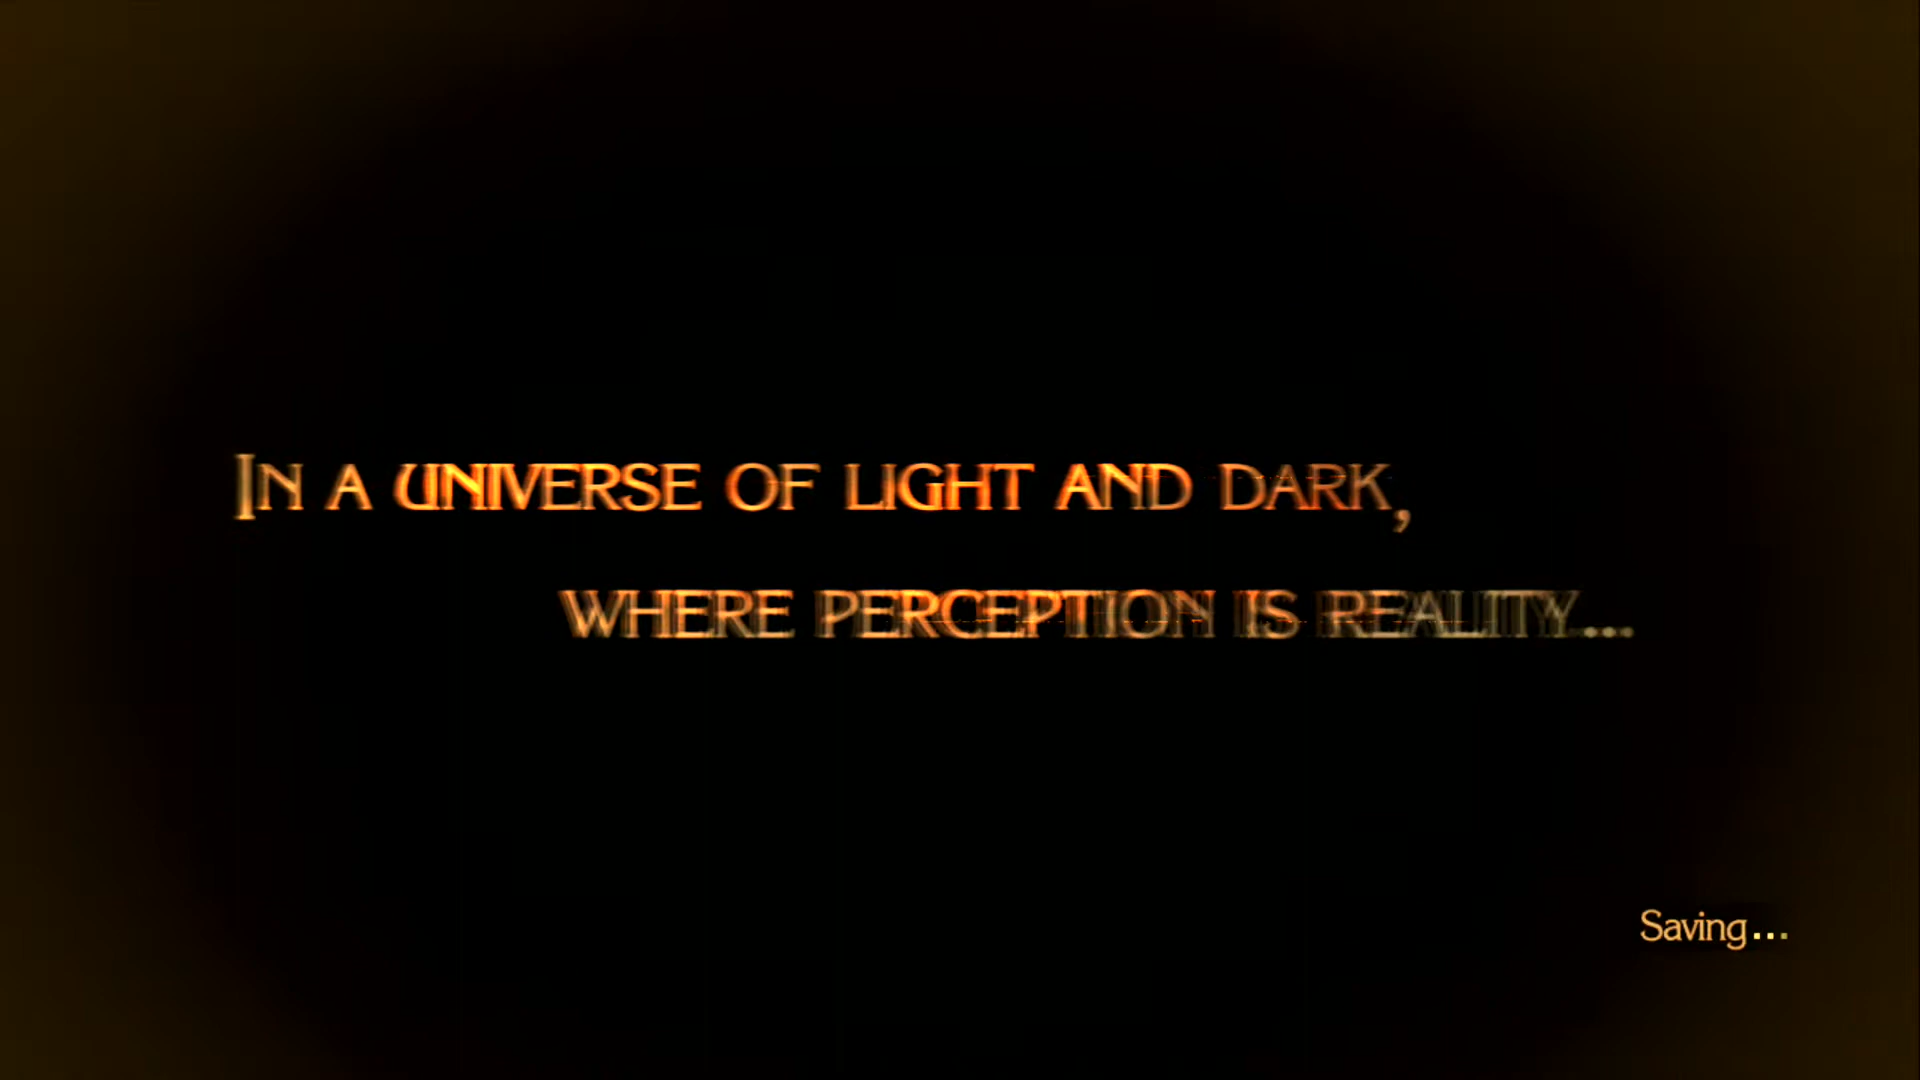 In a universe of light and dark,
where perception is reality...
Saving...